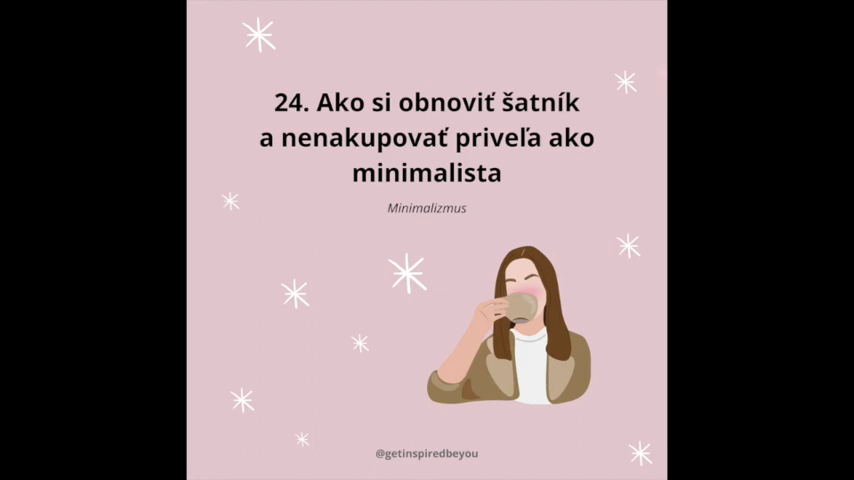 24. Ako si obnoviť šatník
a nenakupovať priveľa ako
minimalista
Minimalizmus
@getinspiredbeyou